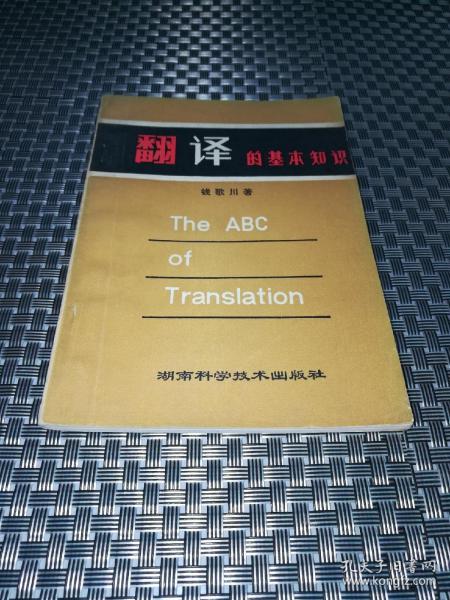 翻译的基本知识
钱歌川著
The ABC
of
Translation
湖南科学技术出版社
孔夫子旧书网
www.kongfz.com